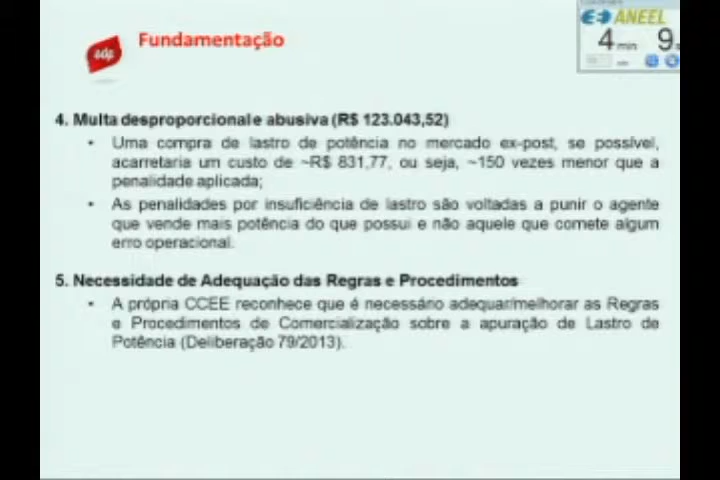 ANEEL
Fundamentação
edp
4 min 9
4. Multa desproporcional e abusiva (R$ 123.043,52)
• Uma compra de lastro de potência no mercado ex-post, se possível,
acarretaria um custo de ~R$ 831,77, ou seja, ~150 vezes menor que a
penalidade aplicada;
• As penalidades por insuficiência de lastro são voltadas a punir o agente
que vende mais potência do que possui e não aquele que comete algum
erro operacional.
5. Necessidade de Adequação das Regras e Procedimentos
• A própria CCEE reconhece que é necessário adequar/melhorar as Regras
e Procedimentos de Comercialização sobre a apuração de Lastro de
Potência (Deliberação 79/2013).